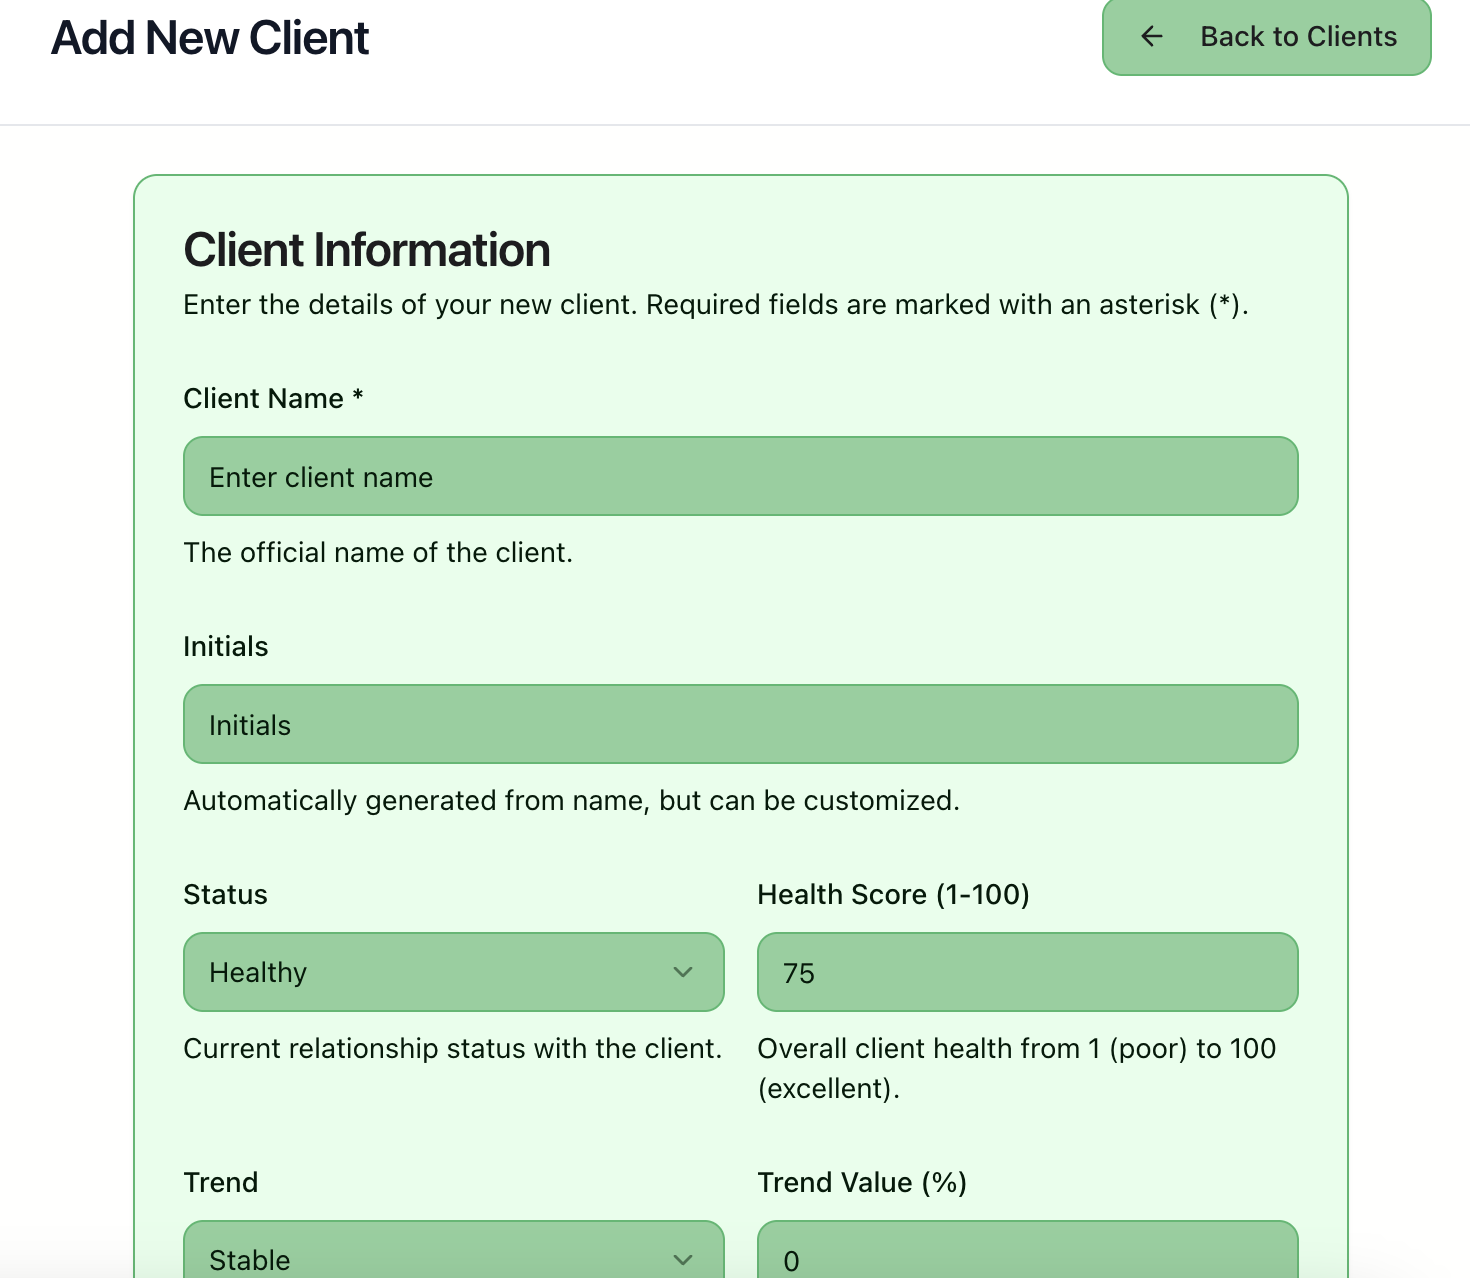 Add New Client
Back to Clients
Client Information
Enter the details of your new client. Required fields are marked with an asterisk (*).
Client Name *
Enter client name
The official name of the client.
Initials
Initials
Automatically generated from name, but can be customized.
Status
Healthy
Current relationship status with the client.
Health Score (1-100)
75
Overall client health from 1 (poor) to 100
(excellent).
Trend
Stable
Trend Value (%)
0